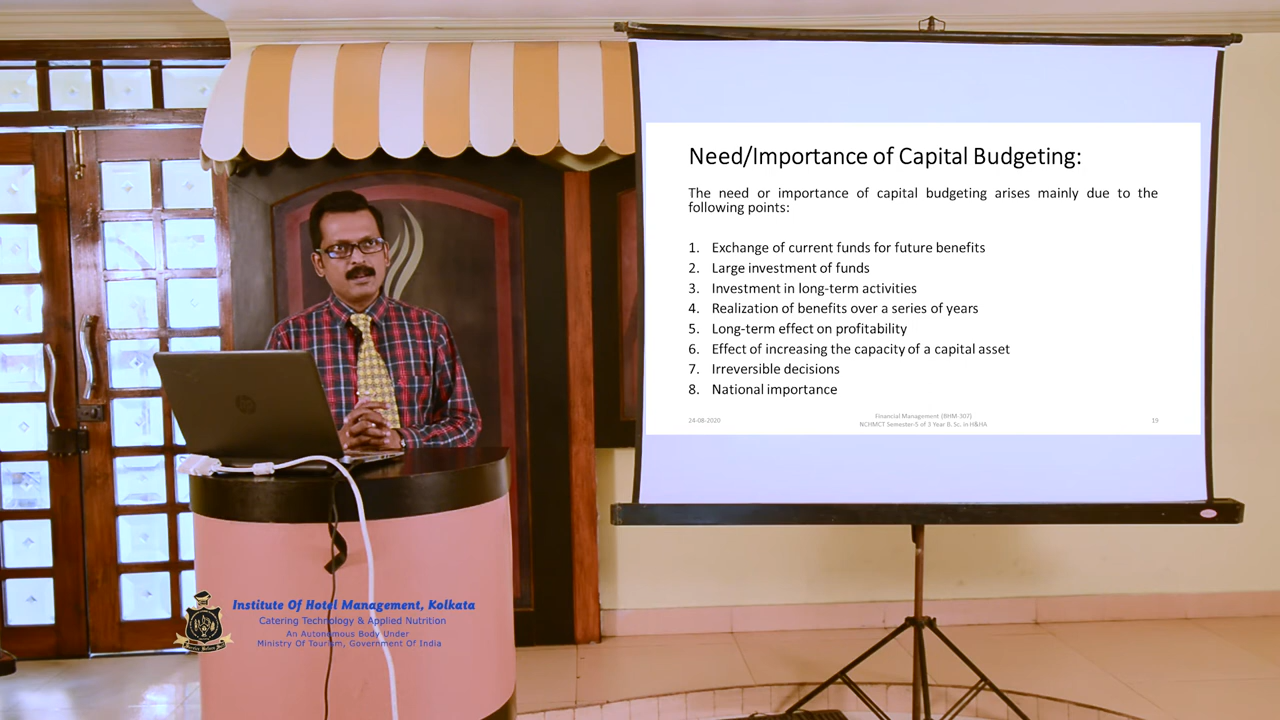 Need/Importance of Capital Budgeting:
The need or importance of capital budgeting arises mainly due to the
following points:
1. Exchange of current funds for future benefits
2. Large investment of funds
3. Investment in long-term activities
4. Realization of benefits over a series of years
5. Long-term effect on profitability
6. Effect of increasing the capacity of a capital asset
7. Irreversible decisions
8. National importance
24-08-2020
Financial Management [BHM-307]
NCHMCT Semester-5 of 3 Year B. Sc. in H&HA
19
Institute Of Hotel Management, Kolkata
Catering Technology & Applied Nutrition
An Autonomous Body Under
Ministry Of Tourism, Government Of India